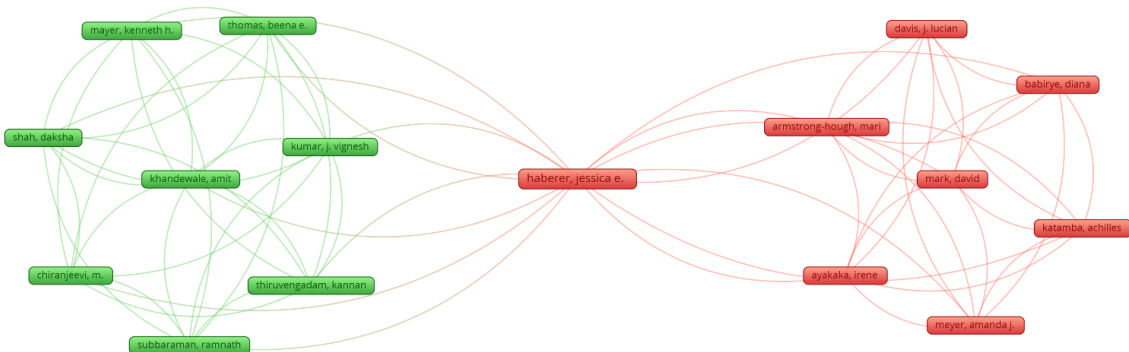 mayer, kenneth h.
thomas, beena e.
shah, daksha
kumar, j. vignesh
khandewale, amit
chiranjeevi, m.
thiruvengadam, kannan
subbaraman, ramnath
haberer, jessica e.
davis, j. lucian
babirye, diana
armstrong-hough, mari
mark, david
katamba, achilles
ayakaka, irene
meyer, amanda j.